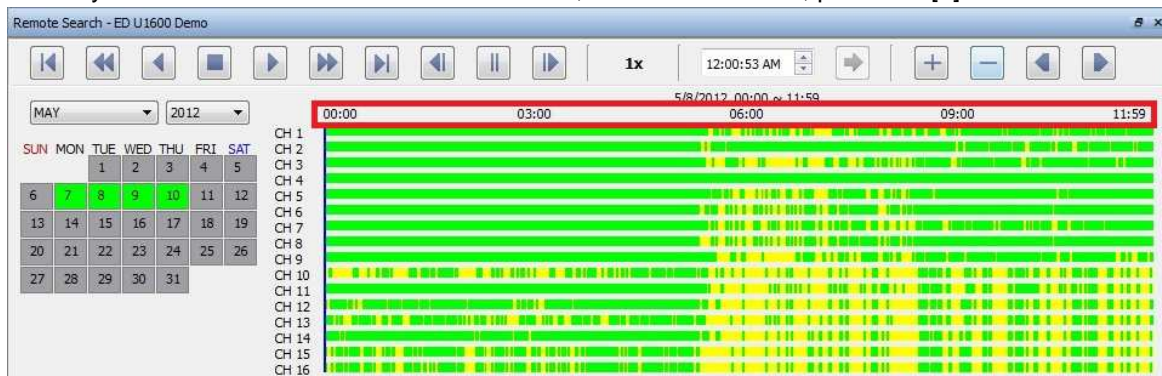 Remote Search - ED U1600 Demo
1x
12:00:53 AM
5/8/2012 00:00 ~ 11:59
MAY 2012
00:00 03:00 06:00 09:00 11:59
SUN MON TUE WED THU FRI SAT
1 2 3 4 5
6 7 8 9 10 11 12
13 14 15 16 17 18 19
20 21 22 23 24 25 26
27 28 29 30 31
CH 1
CH 2
CH 3
CH 4
CH 5
CH 6
CH 7
CH 8
CH 9
CH 10
CH 11
CH 12
CH 13
CH 14
CH 15
CH 16